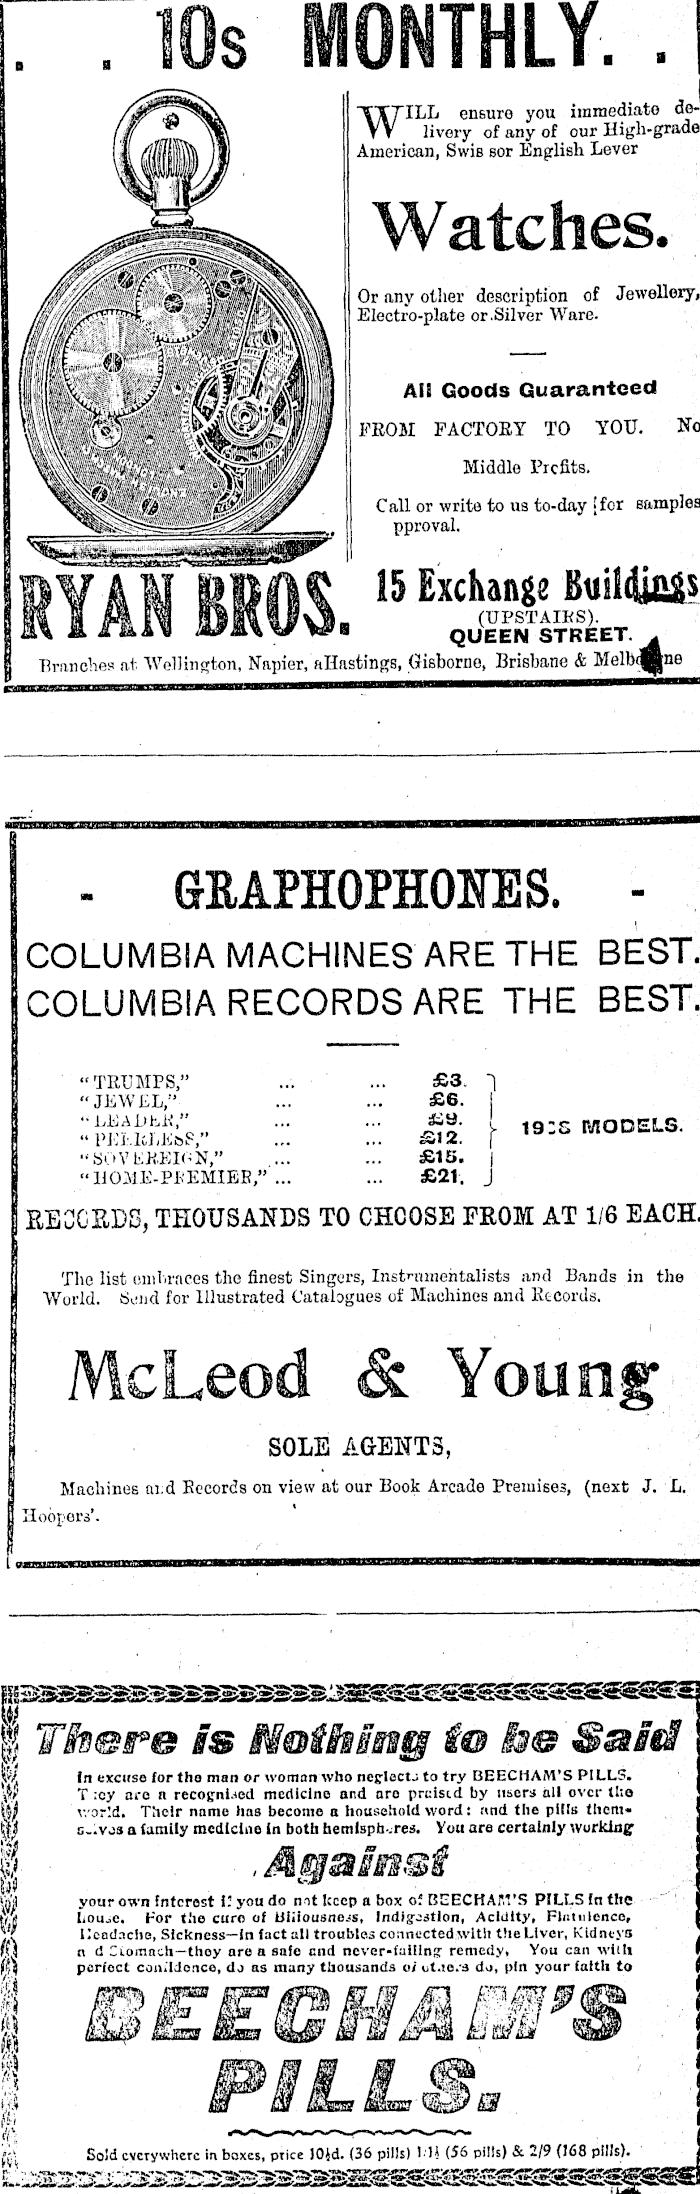 . . 10s MONTHLY. .
WILL ensure you immediate de-
livery of any of our High-grade
American, Swis sor English Lever
Watches.
Or any other description of Jewellery,
Electro-plate or Silver Ware.
All Goods Guaranteed
FROM FACTORY TO YOU. No
Middle Profits.
Call or write to us to-day for samples
pproval.
RYAN BROS.
15 Exchange Buildings
(UPSTAIRS).
QUEEN STREET.
Branches at Wellington, Napier, aHastings, Gisborne, Brisbane & Melbourne
- GRAPHOPHONES. -
COLUMBIA MACHINES ARE THE BEST.
COLUMBIA RECORDS ARE THE BEST.
"TRUMPS," ... ... £3.
"JEWEL," ... ... £6.
"LEADER," ... ... £9.
"PEERLESS," ... ... £12.
"SOVEREIGN," ... ... £15.
"HOME-PREMIER," ... ... £21.
MODELS.
RECORDS, THOUSANDS TO CHOOSE FROM AT 1/6 EACH.
The list embraces the finest Singers, Instrumentalists and Bands in the
World. Send for Illustrated Catalogues of Machines and Records.
McLeod & Young
SOLE AGENTS,
Machines and Records on view at our Book Arcade Premises, (next J. L.
Hoopers'.
There is Nothing to be Said
In excuse for the man or woman who neglects to try BEECHAM'S PILLS.
They are a recognised medicine and are praised by users all over the
world. Their name has become a household word: and the pills them-
selves a family medicine in both hemispheres. You are certainly working
Against
your own interest if you do not keep a box of BEECHAM'S PILLS in the
house. For the cure of Biliousness, Indigestion, Acidity, Flatulence,
Headache, Sickness—in fact all troubles connected with the Liver, Kidneys
and Stomach—they are a safe and never-failing remedy. You can with
perfect confidence, do as many thousands of others do, pin your faith to
BEECHAM'S
PILLS.
Sold everywhere in boxes, price 10½d. (36 pills) 1/1½ (56 pills) & 2/9 (168 pills).